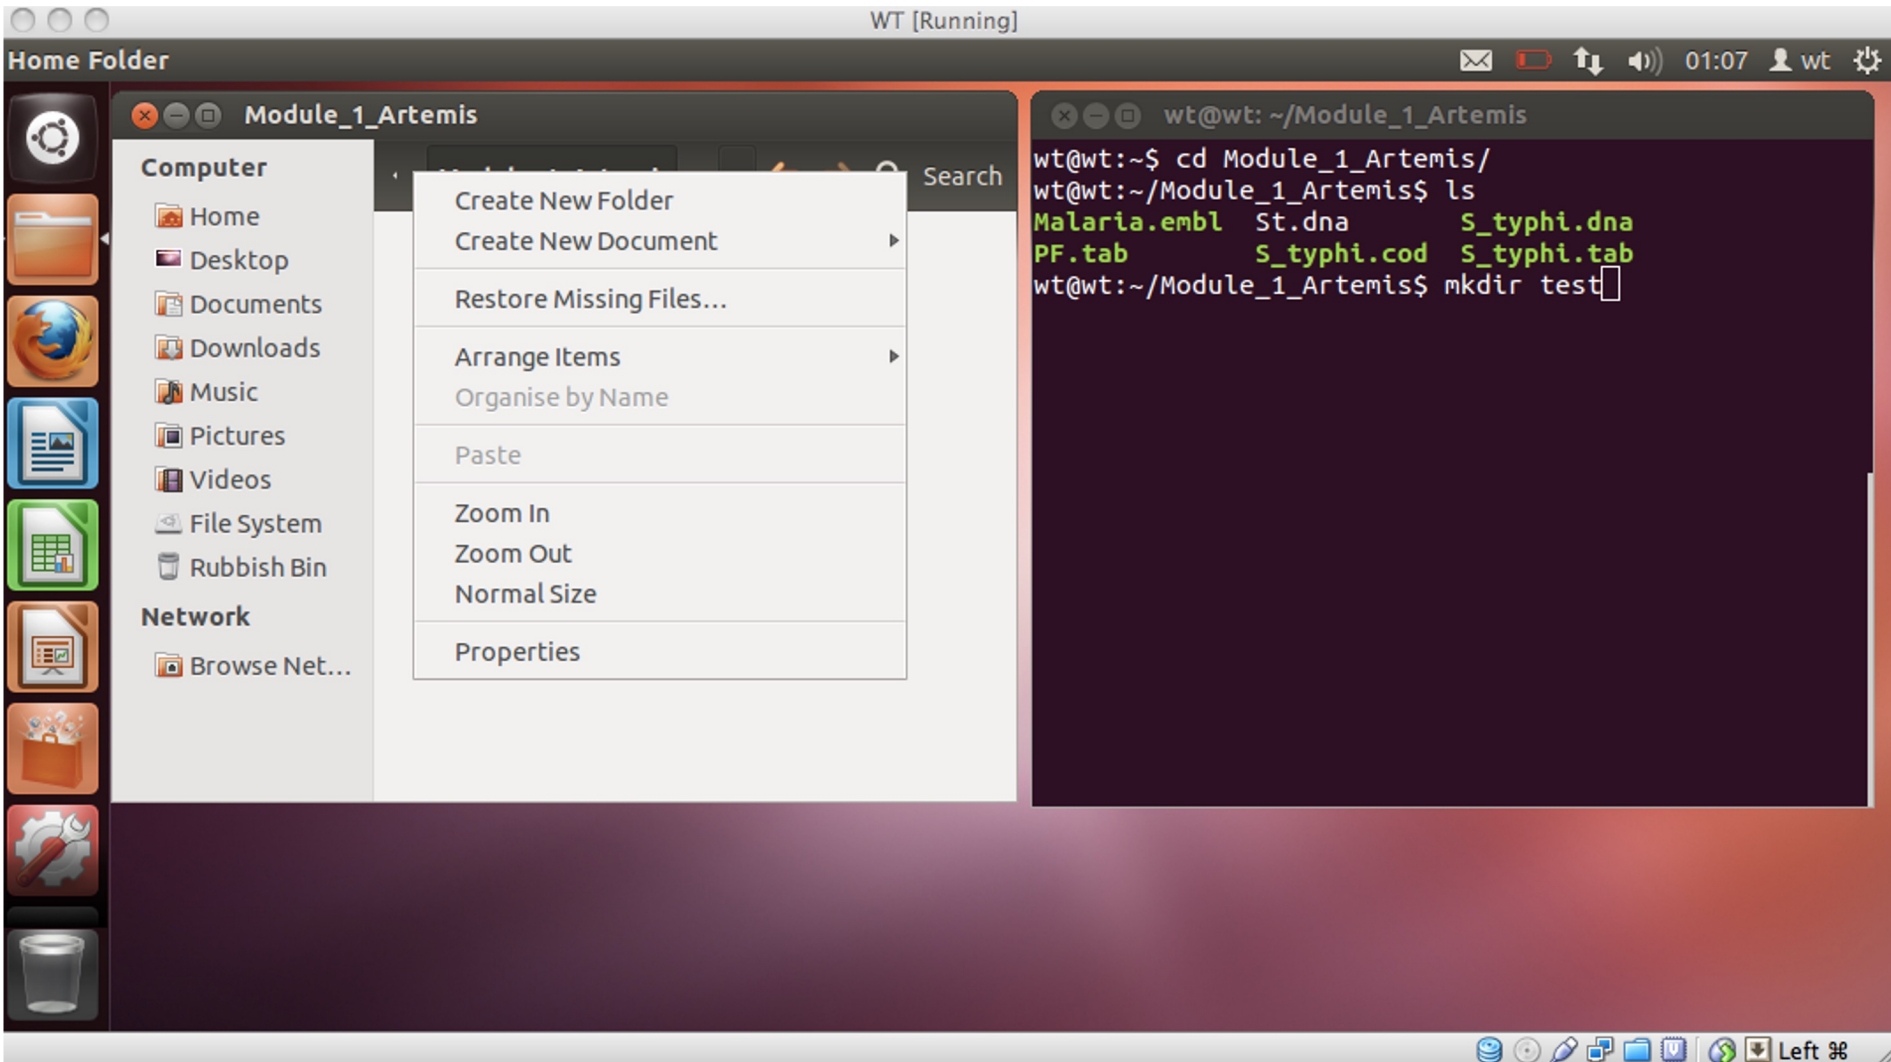 WT [Running]
Home Folder
01:07 wt
Module_1_Artemis
Computer
Home
Desktop
Documents
Downloads
Music
Pictures
Videos
File System
Rubbish Bin
Network
Browse Net...
Search
Create New Folder
Create New Document
Restore Missing Files...
Arrange Items
Organise by Name
Paste
Zoom In
Zoom Out
Normal Size
Properties
wt@wt: ~/Module_1_Artemis
wt@wt:~$ cd Module_1_Artemis/
wt@wt:~/Module_1_Artemis$ ls
Malaria.embl St.dna S_typhi.dna
PF.tab S_typhi.cod S_typhi.tab
wt@wt:~/Module_1_Artemis$ mkdir test
Left ⌘